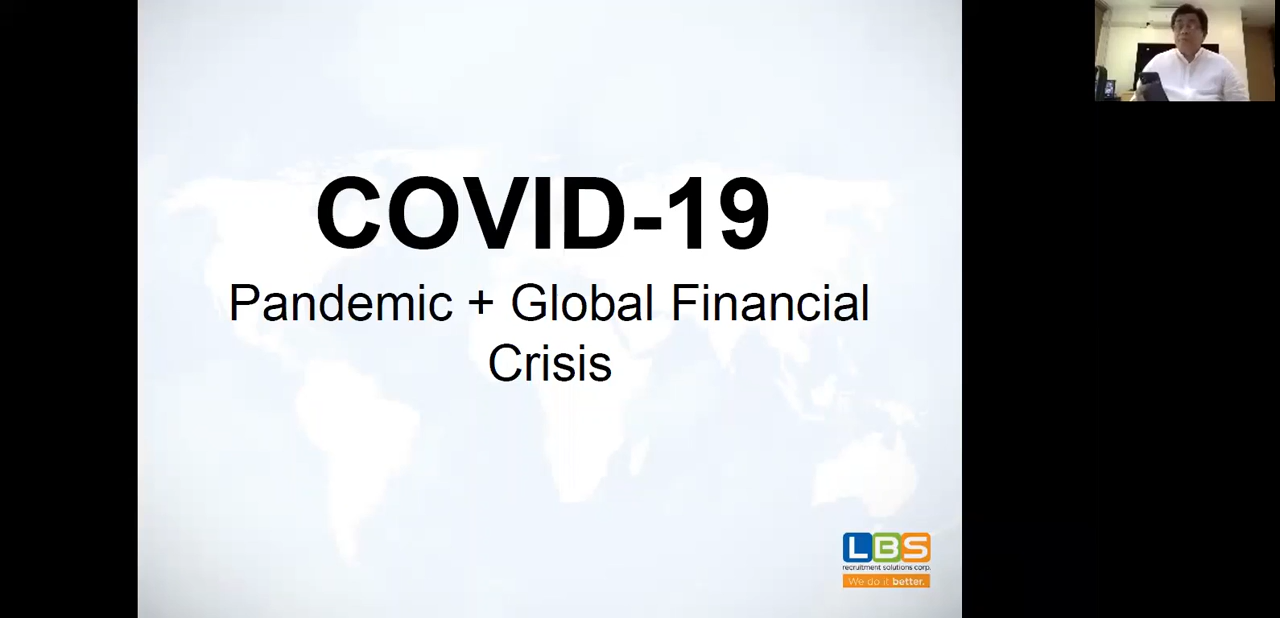 COVID-19
Pandemic + Global Financial
Crisis
LBS
recruitment solutions corp.
We do it better.